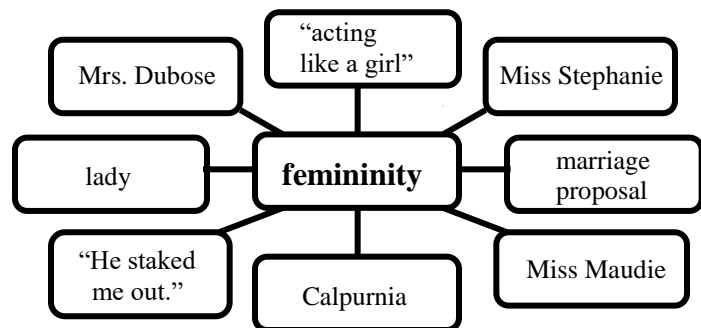 “acting
like a girl”
Mrs. Dubose
Miss Stephanie
lady
femininity
marriage
proposal
“He staked
me out.”
Calpurnia
Miss Maudie